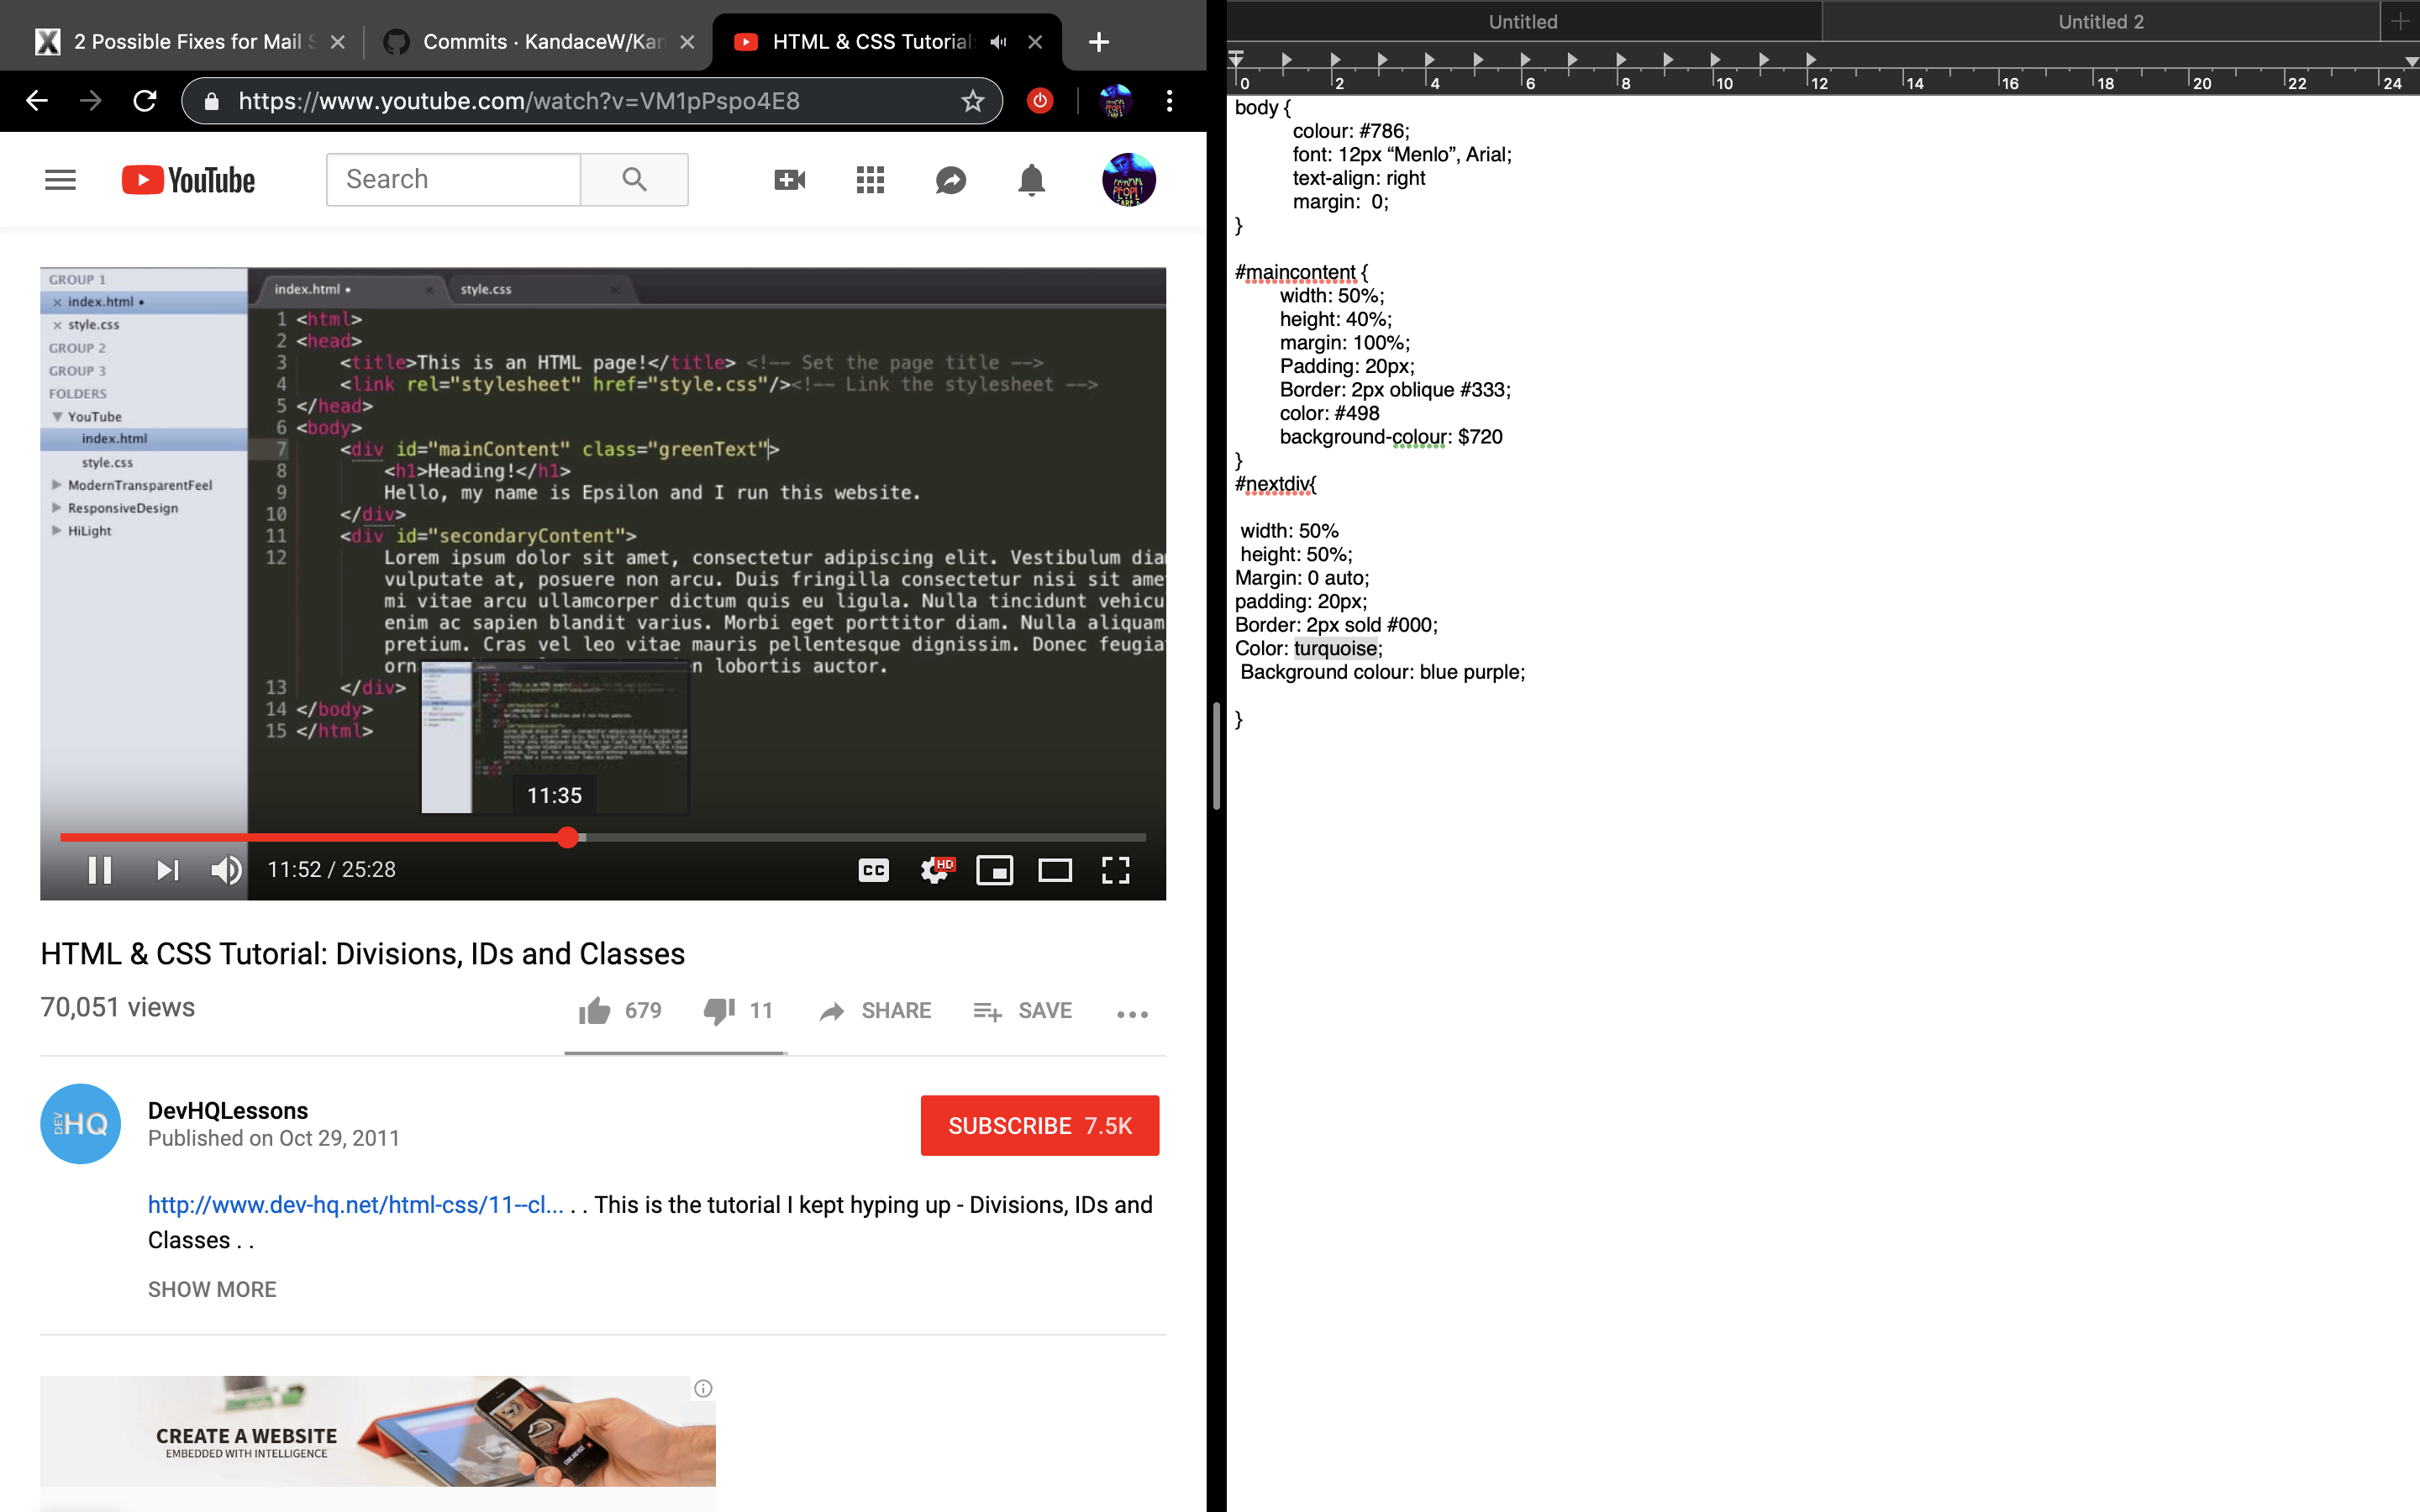 2 Possible Fixes for Mail S
Commits · KandaceW/Kan
HTML & CSS Tutorial:
https://www.youtube.com/watch?v=VM1pPspo4E8
YouTube
Search
GROUP 1
index.html
style.css
GROUP 2
GROUP 3
FOLDERS
YouTube
index.html
style.css
ModernTransparentFeel
ResponsiveDesign
HiLight
index.html •
style.css
1 <html>
2 <head>
3 <title>This is an HTML page!</title> <!-- Set the page title -->
4 <link rel="stylesheet" href="style.css"/><!-- Link the stylesheet -->
5 </head>
6 <body>
7 <div id="mainContent" class="greenText">
8 <h1>Heading!</h1>
9 Hello, my name is Epsilon and I run this website.
10 </div>
11 <div id="secondaryContent">
12 Lorem ipsum dolor sit amet, consectetur adipiscing elit. Vestibulum dia
vulputate at, posuere non arcu. Duis fringilla consectetur nisi sit ame
mi vitae arcu ullamcorper dictum quis eu ligula. Nulla tincidunt vehicu
enim ac sapien blandit varius. Morbi eget porttitor diam. Nulla aliquam
pretium. Cras vel leo vitae mauris pellentesque dignissim. Donec feugia
orn n lobortis auctor.
13 </div>
14 </body>
15 </html>
11:35
11:52 / 25:28
CC
HD
HTML & CSS Tutorial: Divisions, IDs and Classes
70,051 views
679
11
SHARE
SAVE
DEV HQ
DevHQLessons
Published on Oct 29, 2011
SUBSCRIBE 7.5K
http://www.dev-hq.net/html-css/11--cl... . . This is the tutorial I kept hyping up - Divisions, IDs and
Classes . .
SHOW MORE
CREATE A WEBSITE
EMBEDDED WITH INTELLIGENCE
Untitled
Untitled 2
0 2 4 6 8 10 12 14 16 18 20 22 24
body {
colour: #786;
font: 12px “Menlo”, Arial;
text-align: right
margin:  0;
}
#maincontent {
width: 50%;
height: 40%;
margin: 100%;
Padding: 20px;
Border: 2px oblique #333;
color: #498
background-colour: $720
}
#nextdiv{
width: 50%
height: 50%;
Margin: 0 auto;
padding: 20px;
Border: 2px sold #000;
Color: turquoise;
Background colour: blue purple;
}